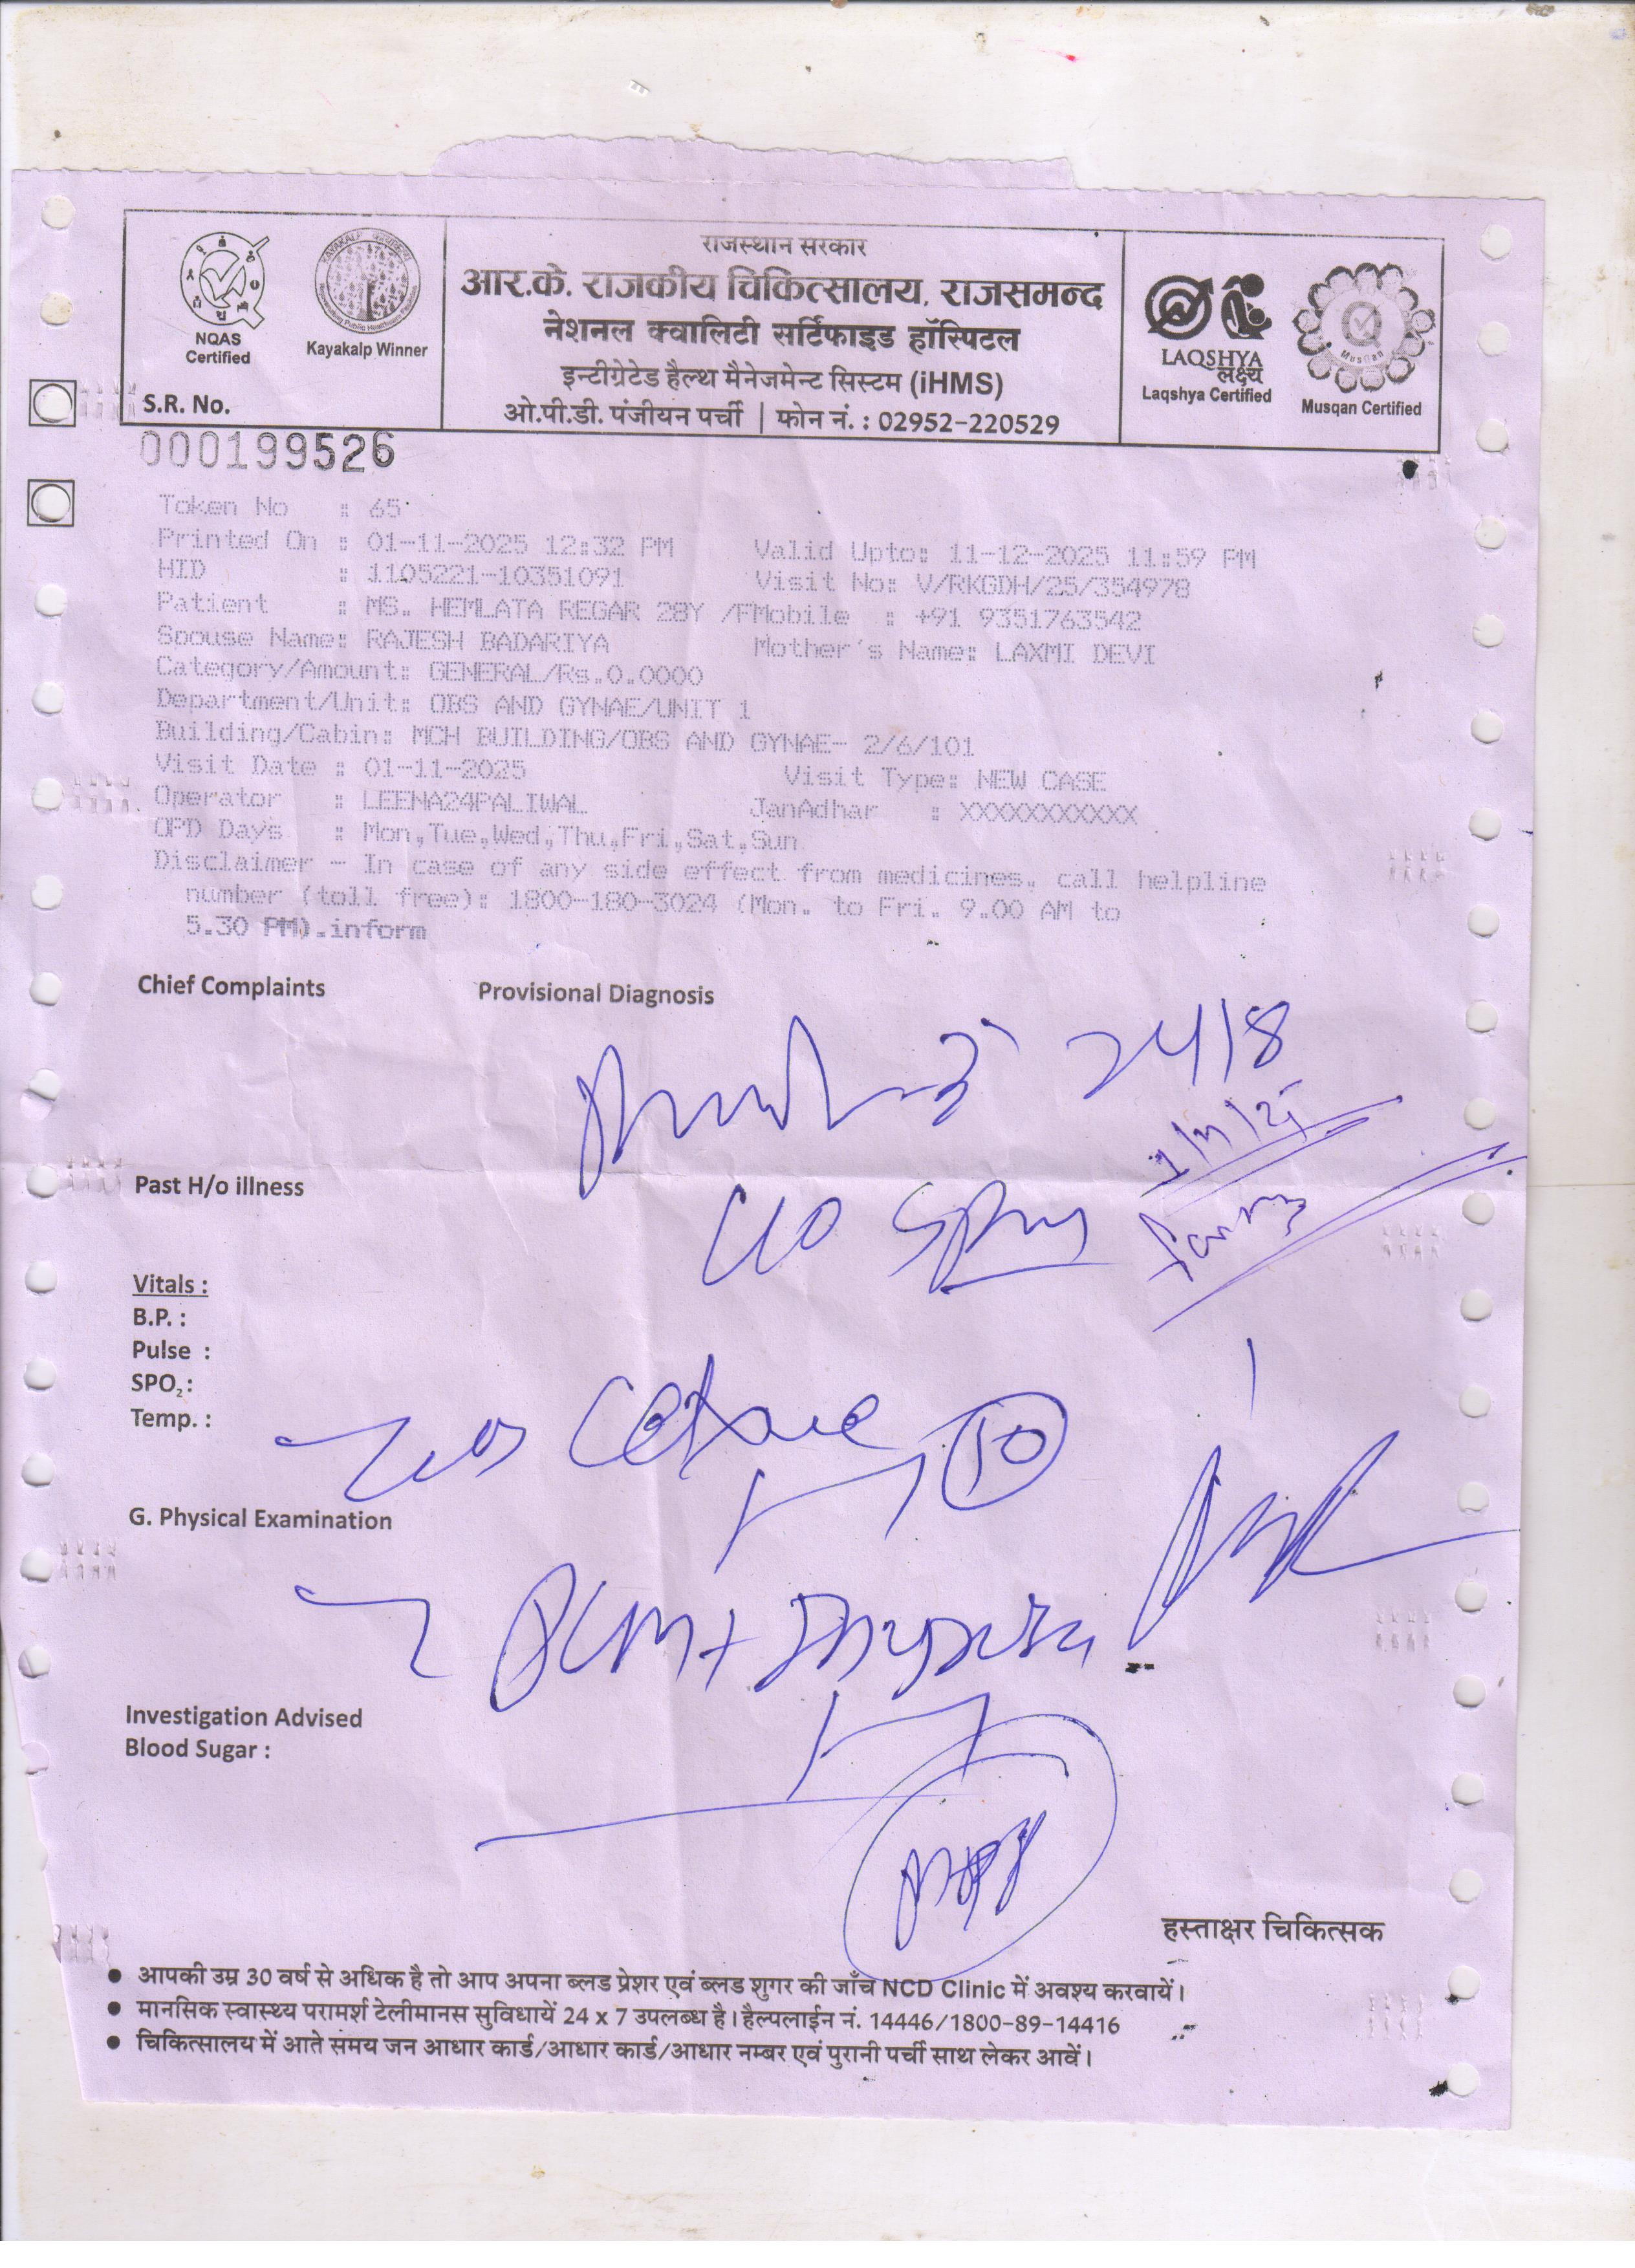 राजस्थान सरकार
आर.के. राजकीय चिकित्सालय, राजसमन्द
नेशनल क्वालिटी सर्टिफाइड हॉस्पिटल
इन्टीग्रेटेड हैल्थ मैनेजमेन्ट सिस्टम (iHMS)
ओ.पी.डी. पंजीयन पर्ची | फोन नं. : 02952-220529
NQAS
Certified
KAYAKALP
Kayakalp Winner
LAQSHYA
लक्ष्य
Laqshya Certified
MusQan
Musqan Certified
S.R. No.
000199526
Token No : 65
Printed On : 01-11-2025 12:32 PM Valid Upto: 11-12-2025 11:59 PM
HID : 1105221-10351091 Visit No: V/RKGDH/25/354978
Patient : MS. HEMLATA REGAR 28Y /FMobile : +91 9351763542
Spouse Name: RAJESH BADARIYA Mother's Name: LAXMI DEVI
Category/Amount: GENERAL/Rs.0.0000
Department/Unit: OBS AND GYNAE/UNIT 1
Building/Cabin: MCH BUILDING/OBS AND GYNAE- 2/6/101
Visit Date : 01-11-2025 Visit Type: NEW CASE
Operator : LEENA24PALIWAL JanAdhar : XXXXXXXXXXX
OPD Days : Mon,Tue,Wed,Thu,Fri,Sat,Sun
Disclaimer - In case of any side effect from medicines, call helpline
number (toll free): 1800-180-3024 (Mon. to Fri. 9.00 AM to
5.30 PM).inform
Chief Complaints Provisional Diagnosis
24/8
Past H/o illness
Vitals :
B.P. :
Pulse :
SPO₂ :
Temp. :
10
G. Physical Examination
Investigation Advised
Blood Sugar :
हस्ताक्षर चिकित्सक
● आपकी उम्र 30 वर्ष से अधिक है तो आप अपना ब्लड प्रेशर एवं ब्लड शुगर की जाँच NCD Clinic में अवश्य करवायें।
● मानसिक स्वास्थ्य परामर्श टेलीमानस सुविधायें 24 x 7 उपलब्ध है। हैल्पलाईन नं. 14446/1800-89-14416
● चिकित्सालय में आते समय जन आधार कार्ड/आधार कार्ड/आधार नम्बर एवं पुरानी पर्ची साथ लेकर आवें।